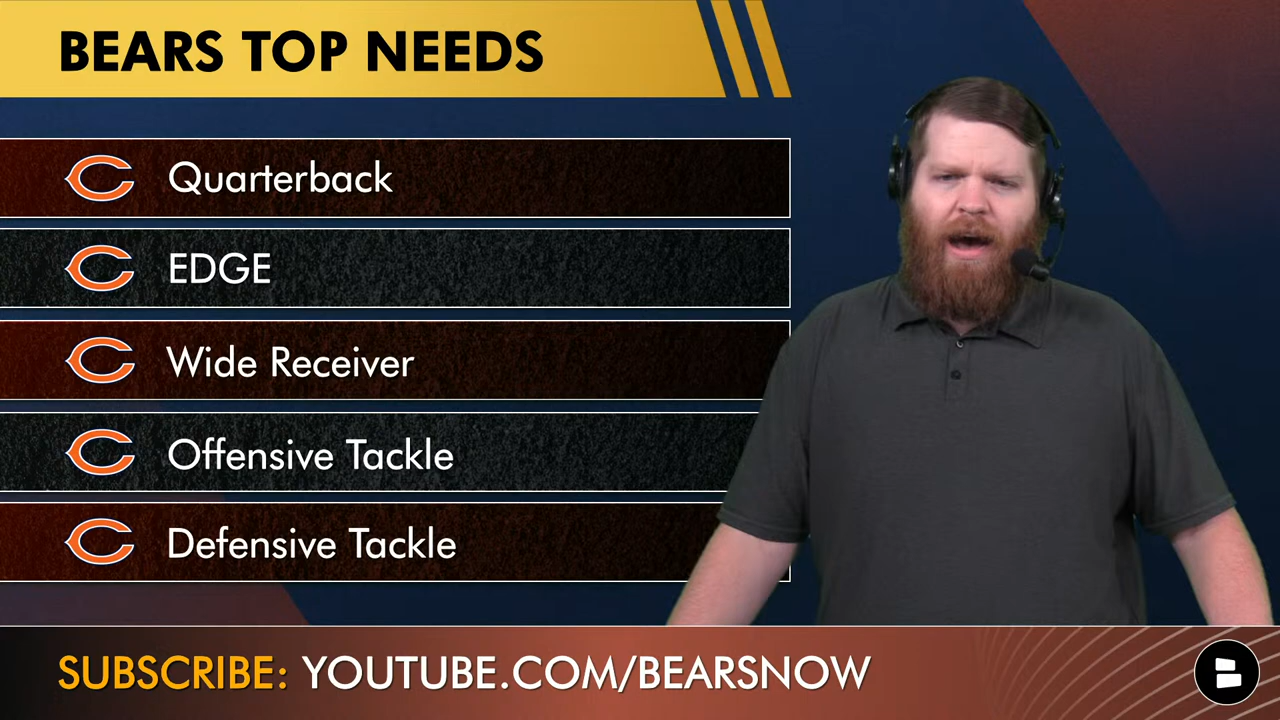 BEARS TOP NEEDS
Quarterback
EDGE
Wide Receiver
Offensive Tackle
Defensive Tackle
SUBSCRIBE: YOUTUBE.COM/BEARSNOW